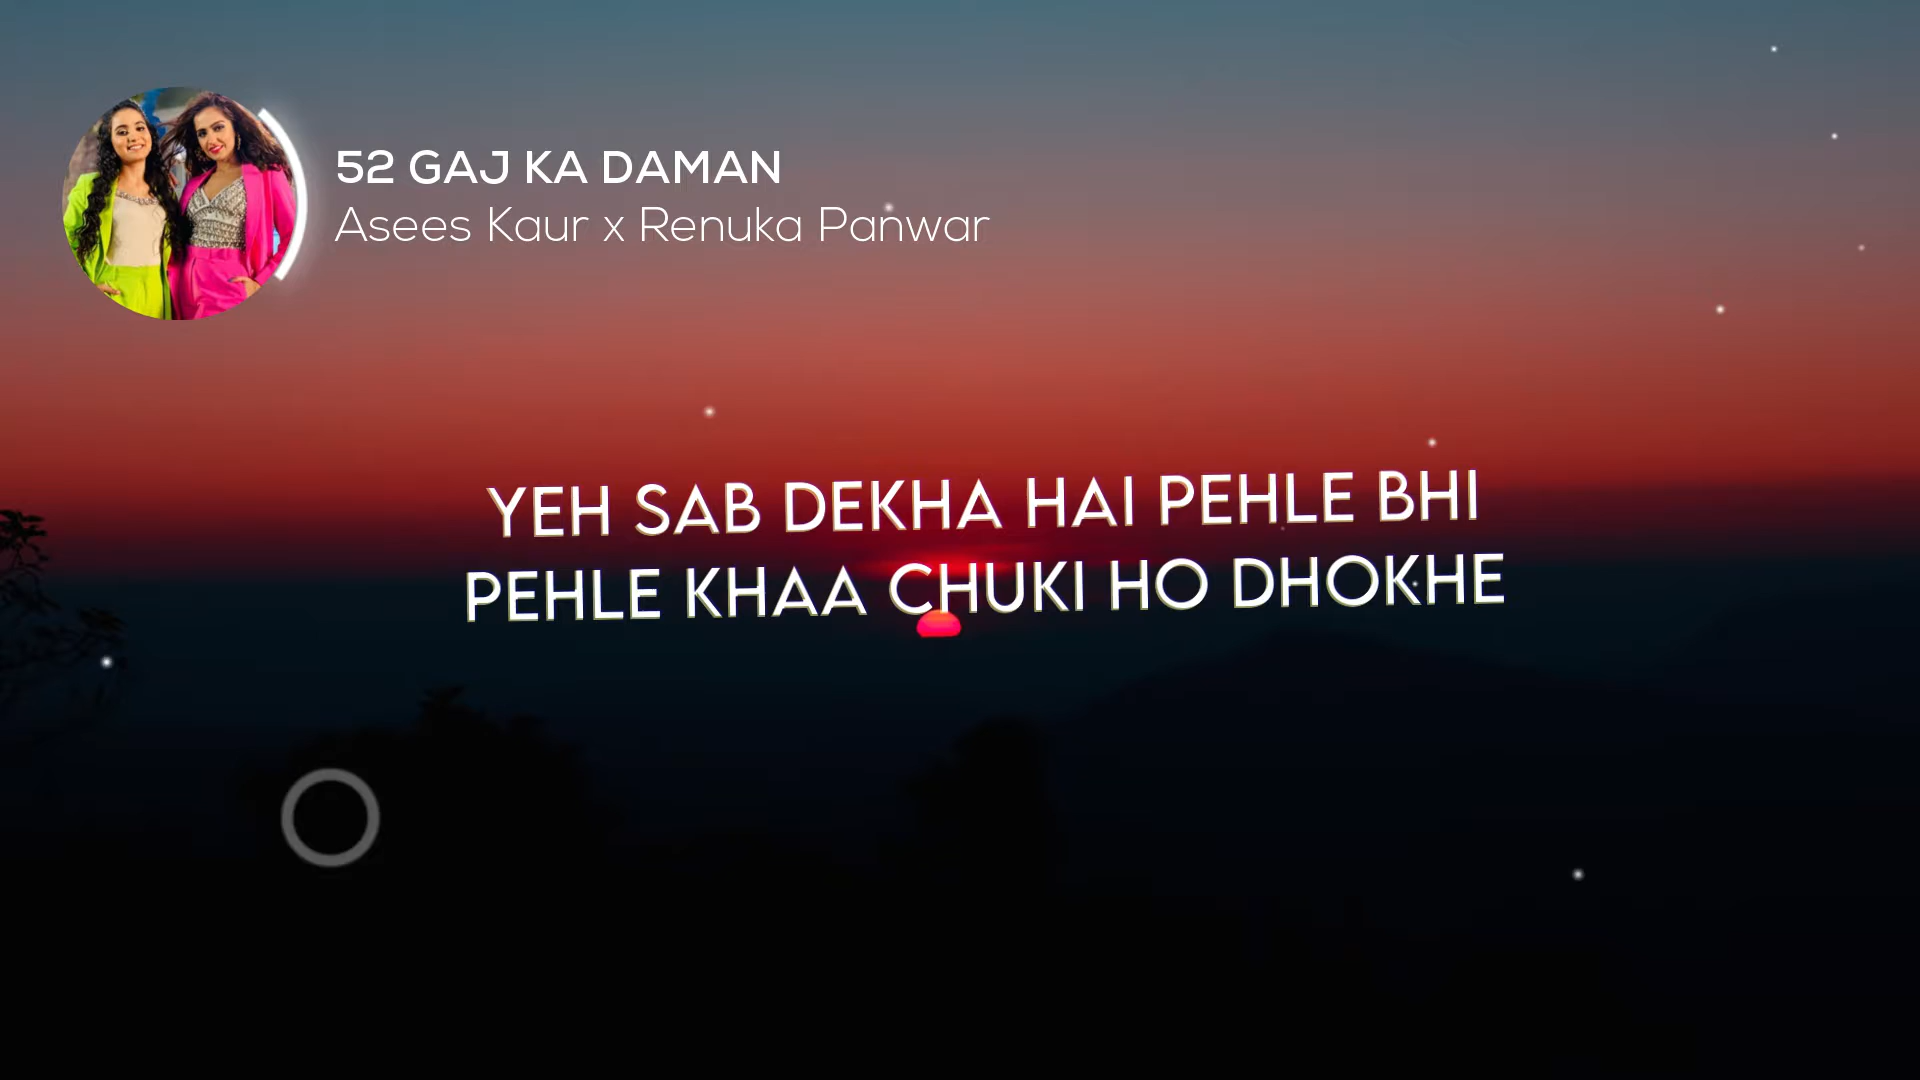 52 GAJ KA DAMAN
Asees Kaur x Renuka Panwar
YEH SAB DEKHA HAI PEHLE BHI
PEHLE KHAA CHUKI HO DHOKHE